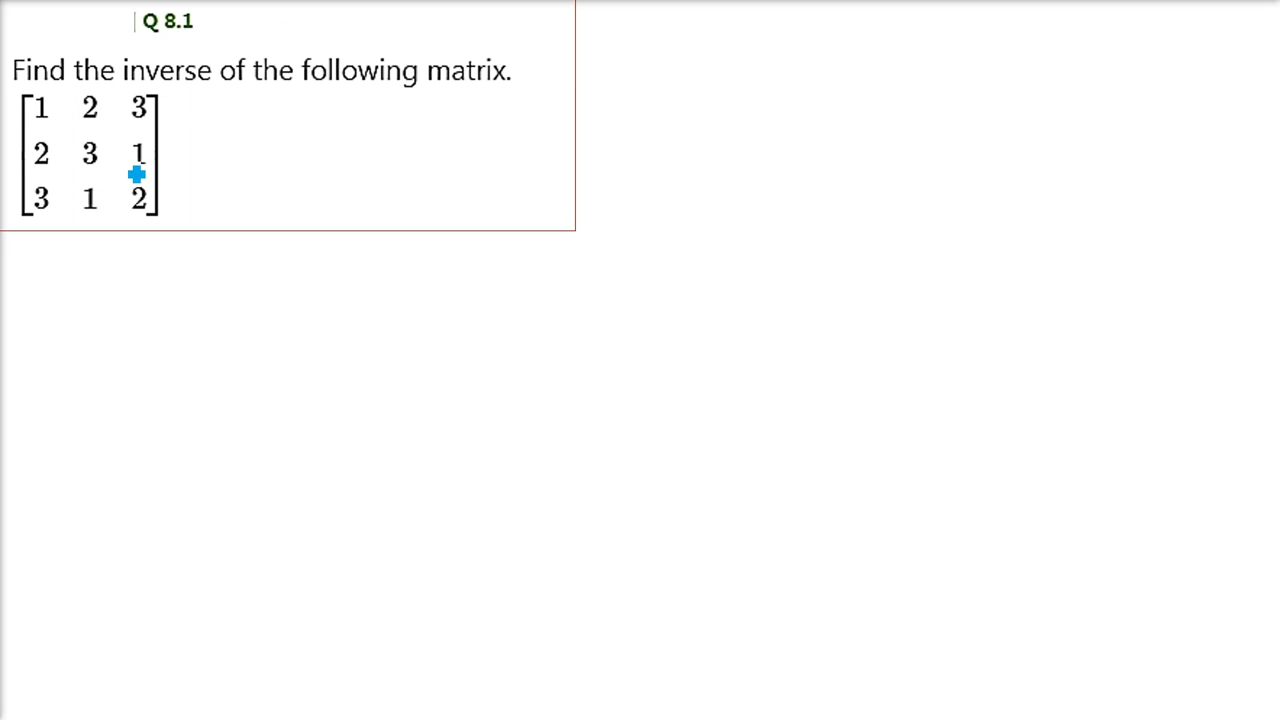 Q 8.1
Find the inverse of the following matrix.
1 2 3
2 3 1
3 1 2